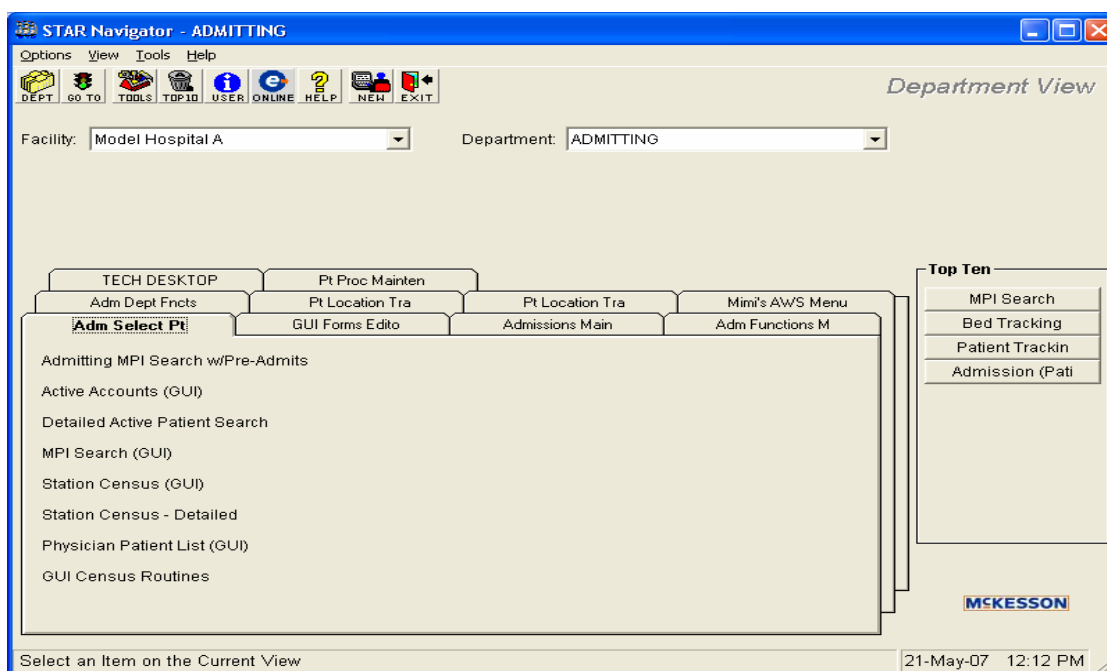 STAR Navigator - ADMITTING
Options View Tools Help
DEPT GO TO TOOLS TOP10 USER ONLINE HELP NEW EXIT
Department View
Facility: Model Hospital A Department: ADMITTING
TECH DESKTOP Pt Proc Mainten
Adm Dept Fncts Pt Location Tra Pt Location Tra Mimi's AWS Menu
Adm Select Pt GUI Forms Edito Admissions Main Adm Functions M
Admitting MPI Search w/Pre-Admits
Active Accounts (GUI)
Detailed Active Patient Search
MPI Search (GUI)
Station Census (GUI)
Station Census - Detailed
Physician Patient List (GUI)
GUI Census Routines
Top Ten
MPI Search
Bed Tracking
Patient Trackin
Admission (Pati
MCKESSON
Select an Item on the Current View 21-May-07 12:12 PM